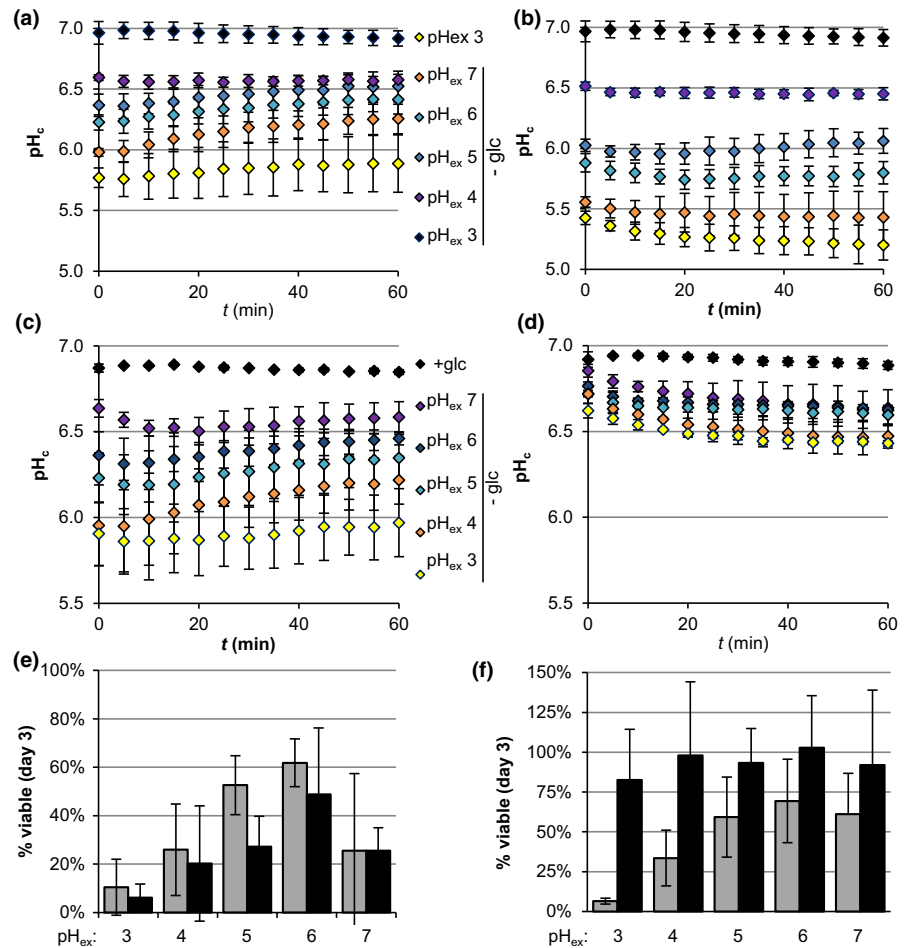 (a)
7.0
6.5
6.0
5.5
5.0
pHc
0 20 40 60
t (min)
pHex 3
pHex 7
pHex 6
pHex 5
pHex 4
pHex 3
- glc
(b)
7.0
6.5
6.0
5.5
5.0
pHc
0 20 40 60
t (min)
(c)
7.0
6.5
6.0
5.5
pHc
0 20 40 60
t (min)
+glc
pHex 7
pHex 6
pHex 5
pHex 4
pHex 3
- glc
(d)
7.0
6.5
6.0
5.5
pHc
0 20 40 60
t (min)
(e)
100%
80%
60%
40%
20%
0%
% viable (day 3)
pHex: 3 4 5 6 7
(f)
150%
125%
100%
75%
50%
25%
0%
% viable (day 3)
pHex: 3 4 5 6 7